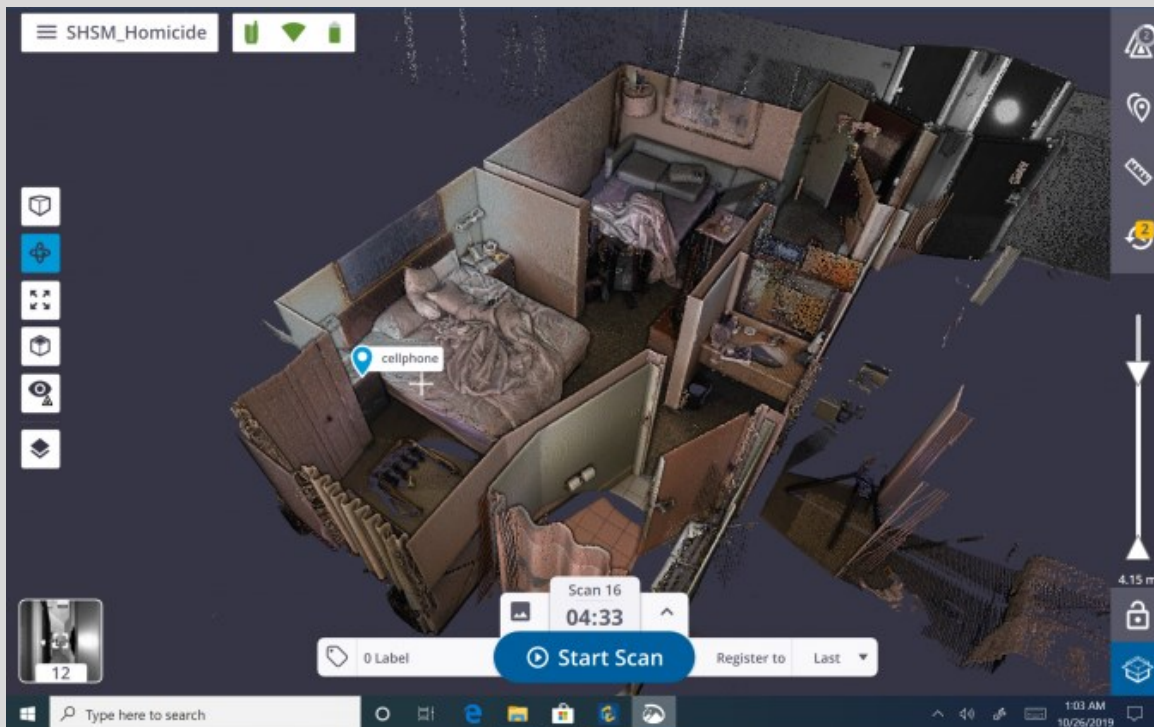 SHSM_Homicide
2
2
cellphone
4.15 m
Scan 16
04:33
12
0 Label
Start Scan
Register to
Last
Type here to search
1:03 AM
10/26/2019